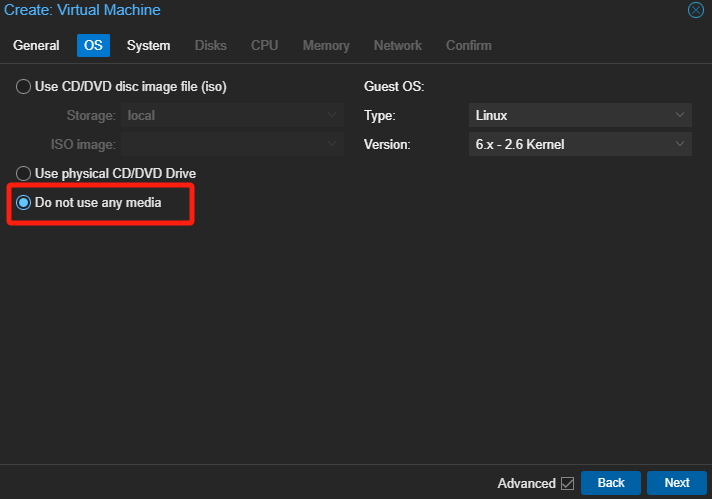 Create: Virtual Machine
General OS System Disks CPU Memory Network Confirm
Use CD/DVD disc image file (iso) Guest OS:
Storage: local Type: Linux
ISO image: Version: 6.x - 2.6 Kernel
Use physical CD/DVD Drive
Do not use any media
Advanced Back Next